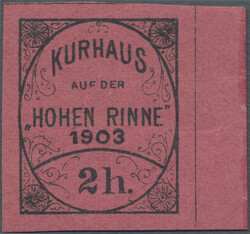 KURHAUS
AUF DER
„HOHEN RINNE"
1903
2h.